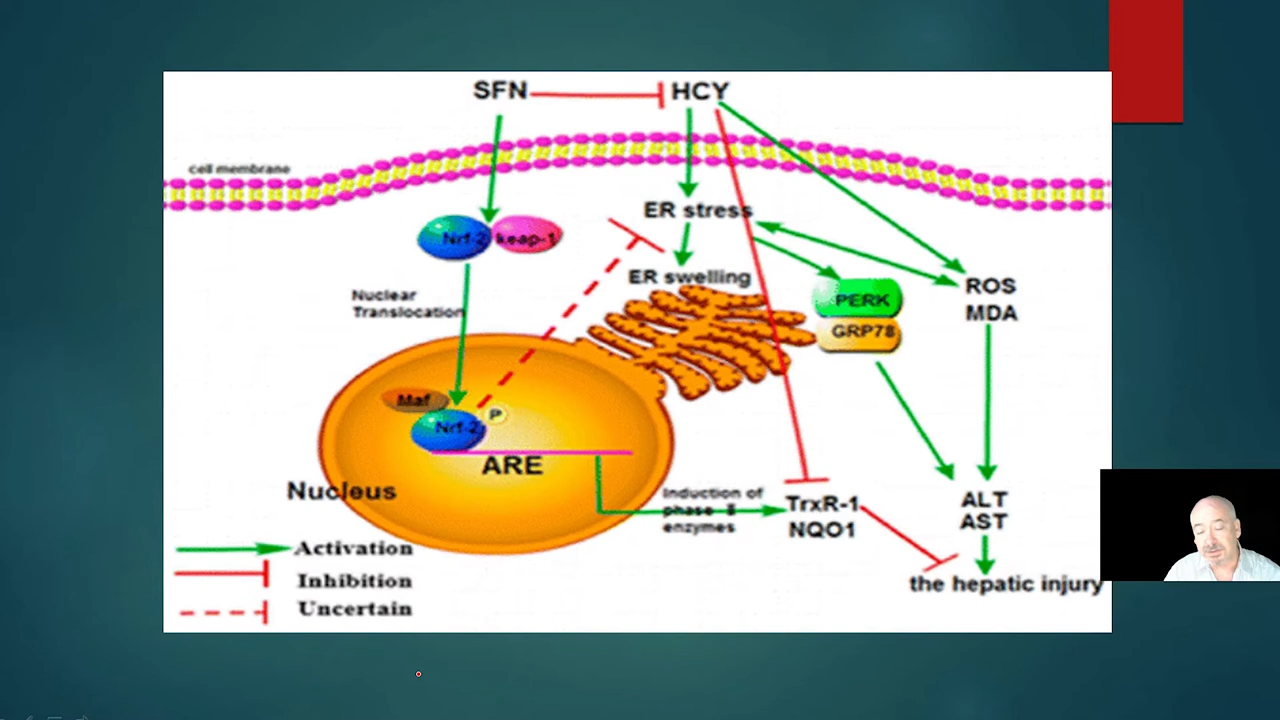 SFN
HCY
cell membrane
ER stress
Nrf-2
keap-1
ER swelling
Nuclear
Translocation
ROS
MDA
PERK
GRP78
Maf
P
Nrf-2
ARE
Nucleus
Induction of
phase II
enzymes
TrxR-1
NQO1
ALT
AST
the hepatic injury
Activation
Inhibition
Uncertain